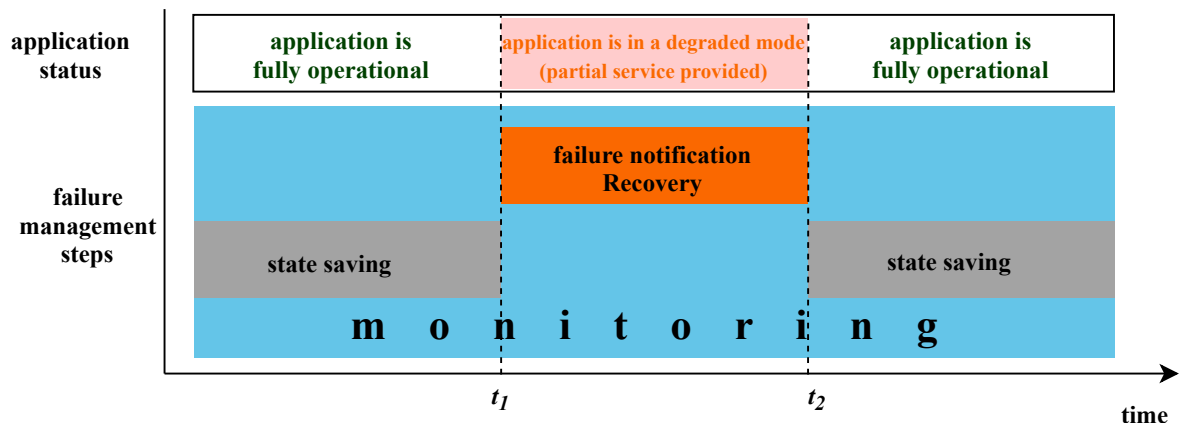 application
status
application is
fully operational
application is in a degraded mode
(partial service provided)
application is
fully operational
failure
management
steps
failure notification
Recovery
state saving
state saving
monitoring
t1
t2
time